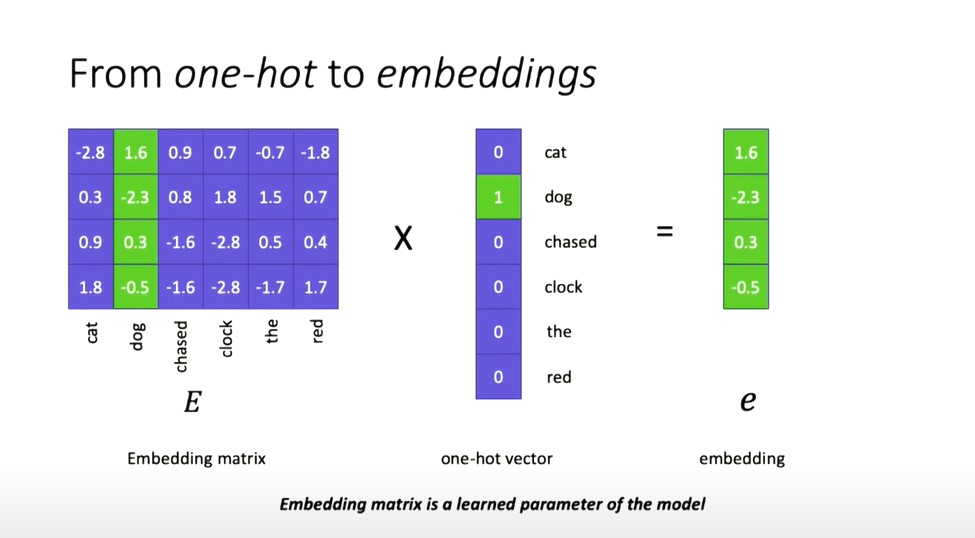 From one-hot to embeddings
-2.8 1.6 0.9 0.7 -0.7 -1.8
0.3 -2.3 0.8 1.8 1.5 0.7
0.9 0.3 -1.6 -2.8 0.5 0.4
1.8 -0.5 -1.6 -2.8 -1.7 1.7
cat dog chased clock the red
E
Embedding matrix
X
0 cat
1 dog
0 chased
0 clock
0 the
0 red
one-hot vector
=
1.6
-2.3
0.3
-0.5
e
embedding
Embedding matrix is a learned parameter of the model